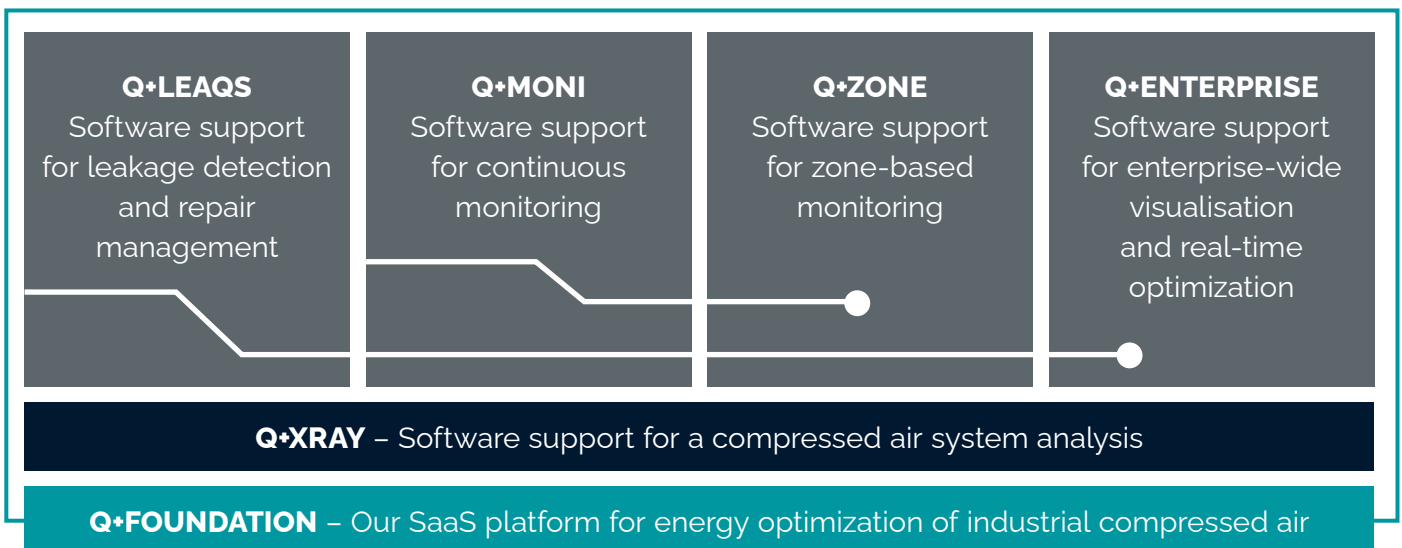 Q+LEAQS
Software support
for leakage detection
and repair
management
Q+MONI
Software support
for continuous
monitoring
Q+ZONE
Software support
for zone-based
monitoring
Q+ENTERPRISE
Software support
for enterprise-wide
visualisation
and real-time
optimization
Q+XRAY – Software support for a compressed air system analysis
Q+FOUNDATION – Our SaaS platform for energy optimization of industrial compressed air